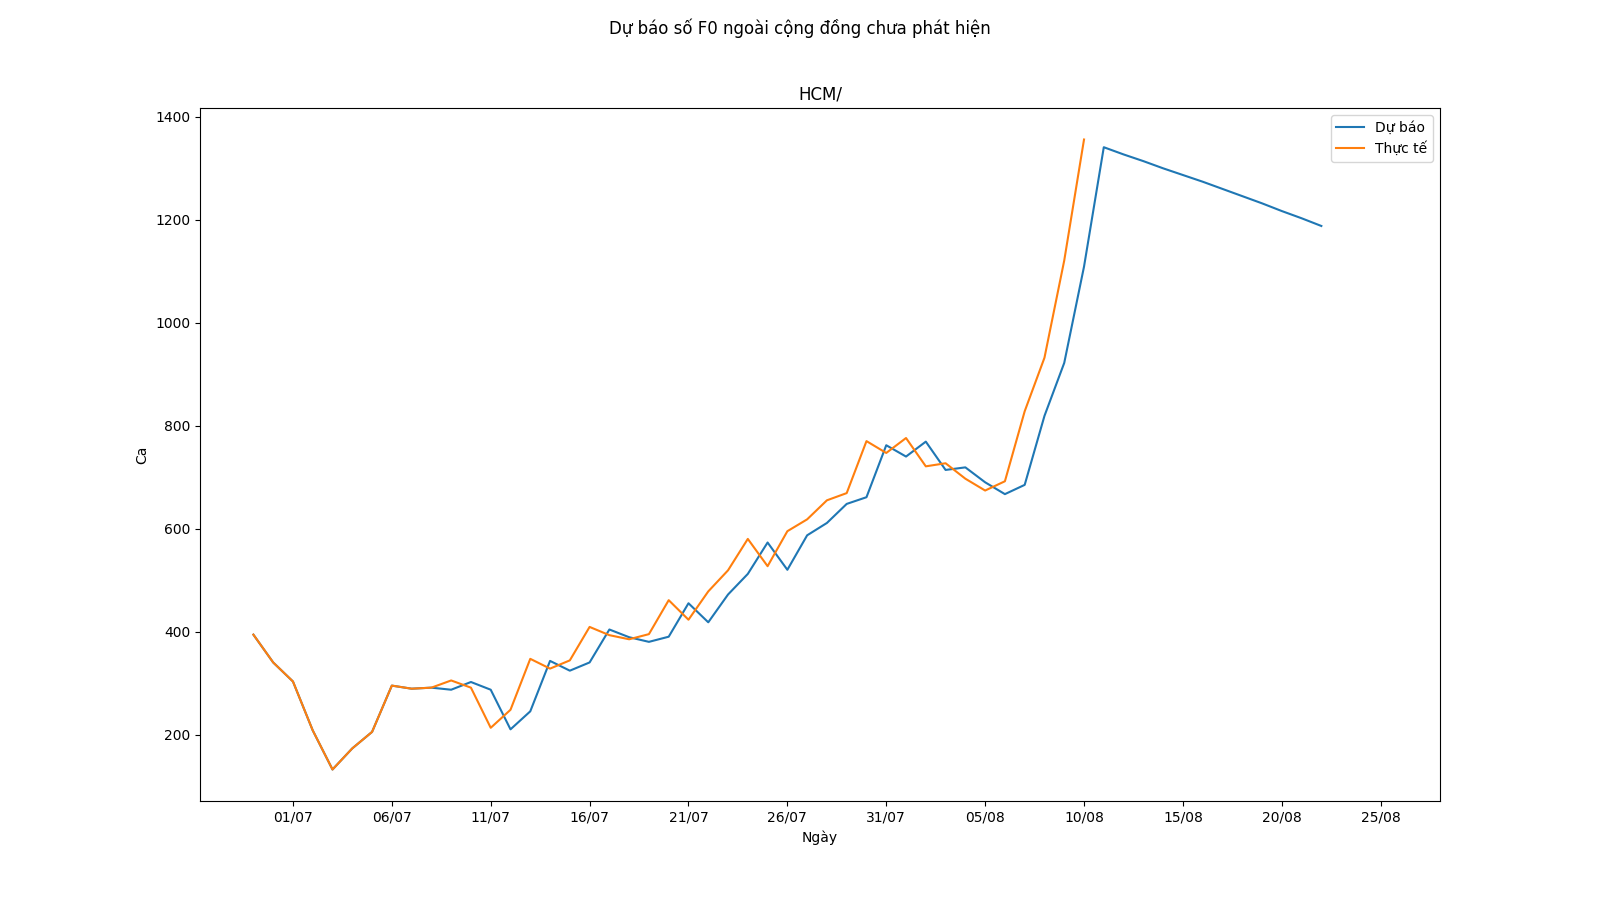 Dự báo số F0 ngoài cộng đồng chưa phát hiện
HCM/
1400
1200
1000
800
600
400
200
Ca
Dự báo
Thực tế
01/07 06/07 11/07 16/07 21/07 26/07 31/07 05/08 10/08 15/08 20/08 25/08
Ngày